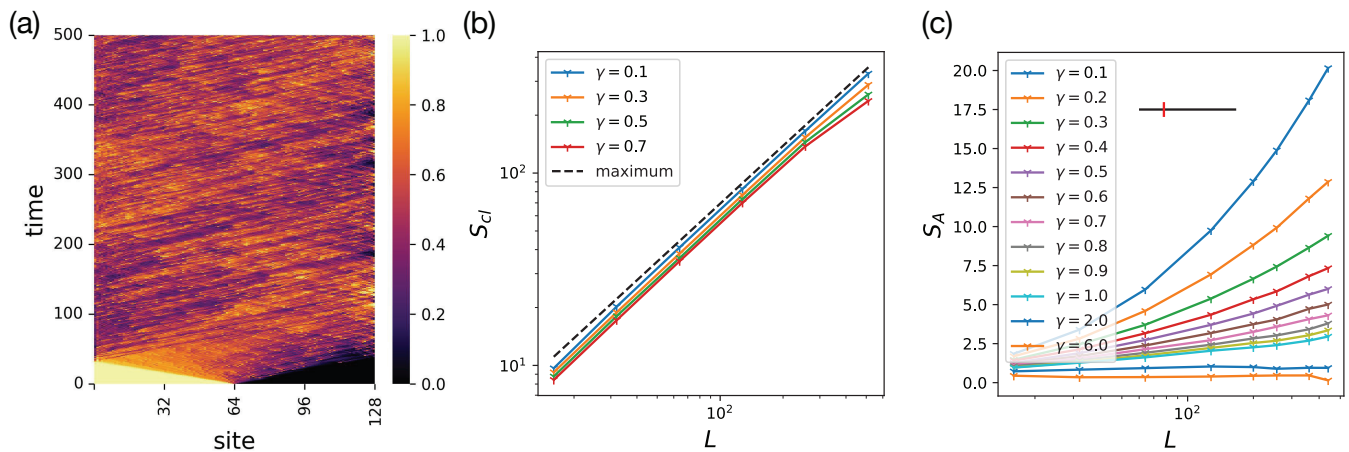 (a)
500
400
300
200
100
0
time
32
64
96
128
site
1.0
0.8
0.6
0.4
0.2
0.0
(b)
γ = 0.1
γ = 0.3
γ = 0.5
γ = 0.7
maximum
10²
10¹
S_cl
10²
L
(c)
20.0
17.5
15.0
12.5
10.0
7.5
5.0
2.5
0.0
S_A
γ = 0.1
γ = 0.2
γ = 0.3
γ = 0.4
γ = 0.5
γ = 0.6
γ = 0.7
γ = 0.8
γ = 0.9
γ = 1.0
γ = 2.0
γ = 6.0
10²
L